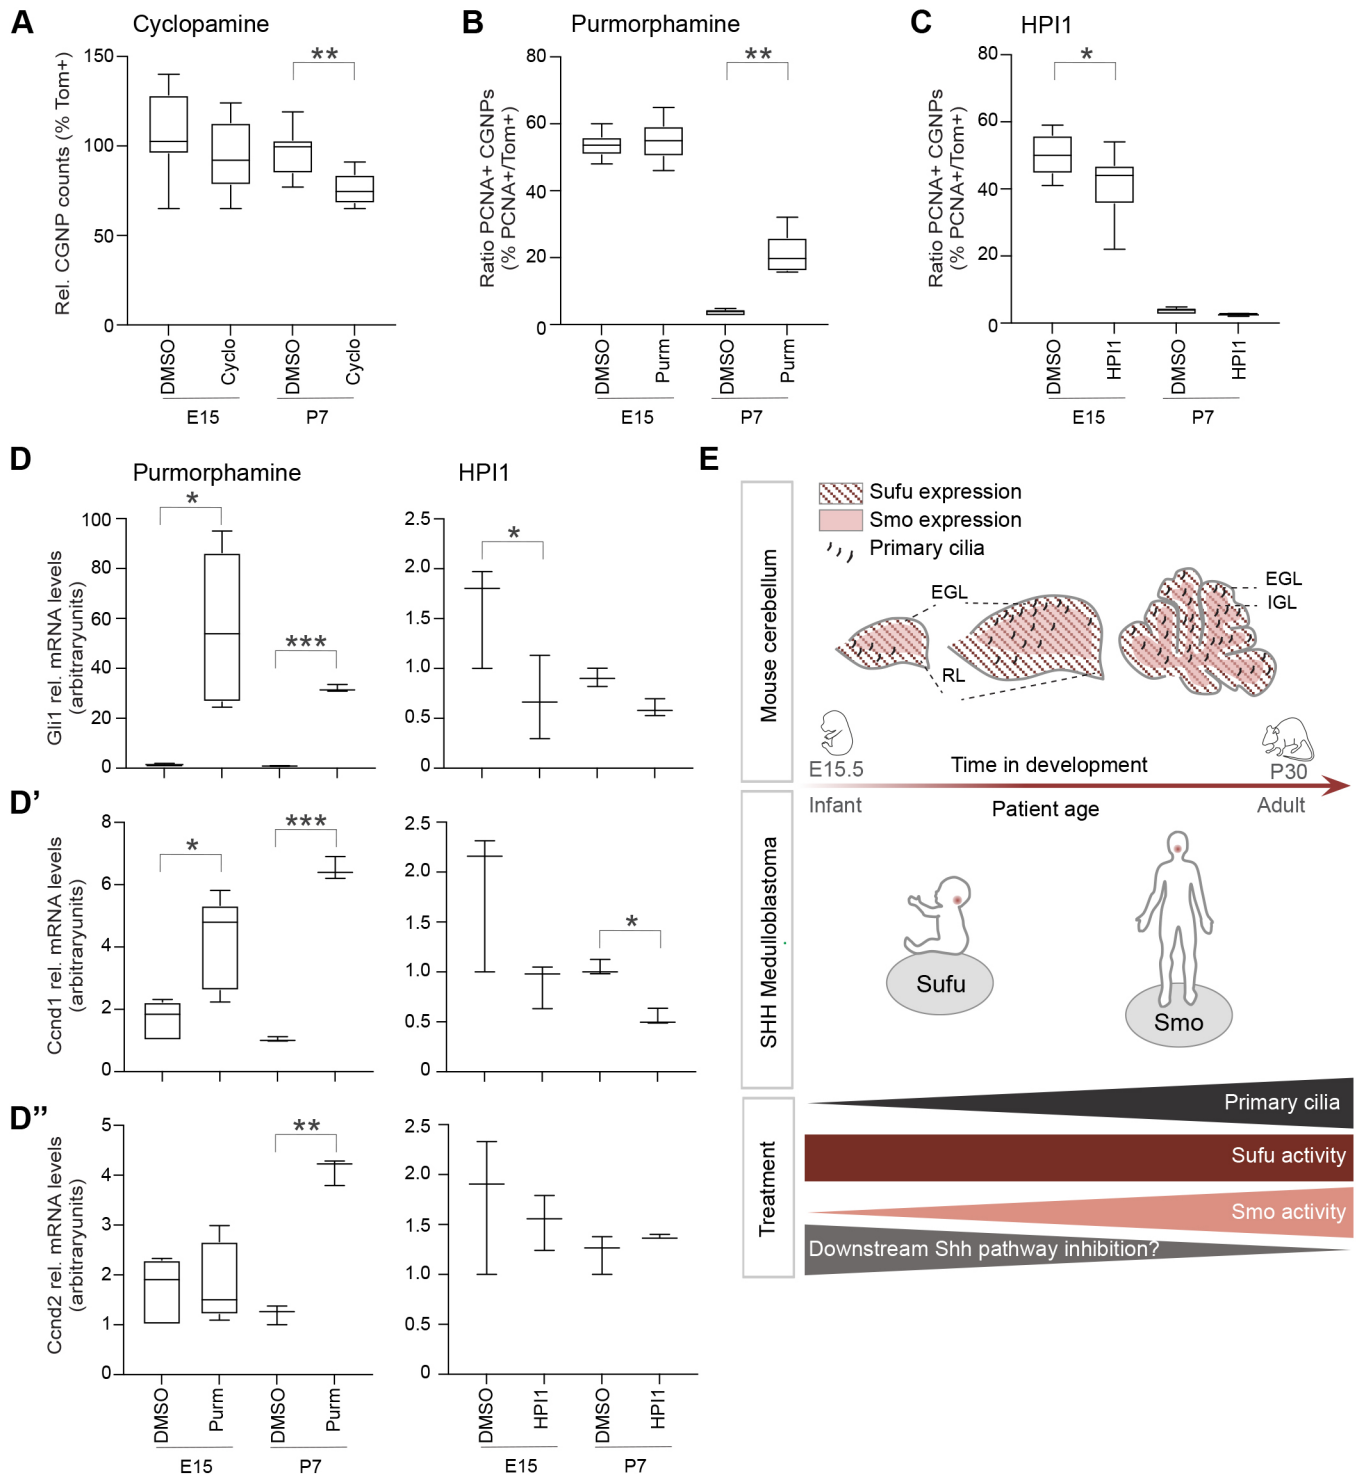 A
Cyclopamine
Rel. CGNP counts (% Tom+)
150
100
50
0
**
DMSO
Cyclo
DMSO
Cyclo
E15
P7
B
Purmorphamine
Ratio PCNA+ CGNPs
(% PCNA+/Tom+)
80
60
40
20
0
**
DMSO
Purm
DMSO
Purm
E15
P7
C
HPI1
Ratio PCNA+ CGNPs
(% PCNA+/Tom+)
80
60
40
20
0
*
DMSO
HPI1
DMSO
HPI1
E15
P7
D
Purmorphamine
Gli1 rel. mRNA levels
(arbitraryunits)
100
80
60
40
20
0
*
***
HPI1
2.5
2.0
1.5
1.0
0.5
0
*
D’
Ccnd1 rel. mRNA levels
(arbitraryunits)
8
6
4
2
0
*
***
2.5
2.0
1.5
1.0
0.5
0
*
D”
Ccnd2 rel. mRNA levels
(arbitraryunits)
5
4
3
2
1
0
**
DMSO
Purm
DMSO
Purm
E15
P7
2.5
2.0
1.5
1.0
0.5
0
DMSO
HPI1
DMSO
HPI1
E15
P7
E
Mouse cerebellum
Sufu expression
Smo expression
Primary cilia
EGL
RL
EGL
IGL
E15.5
Time in development
P30
Infant
Patient age
Adult
SHH Medulloblastoma
Sufu
Smo
Treatment
Primary cilia
Sufu activity
Smo activity
Downstream Shh pathway inhibition?